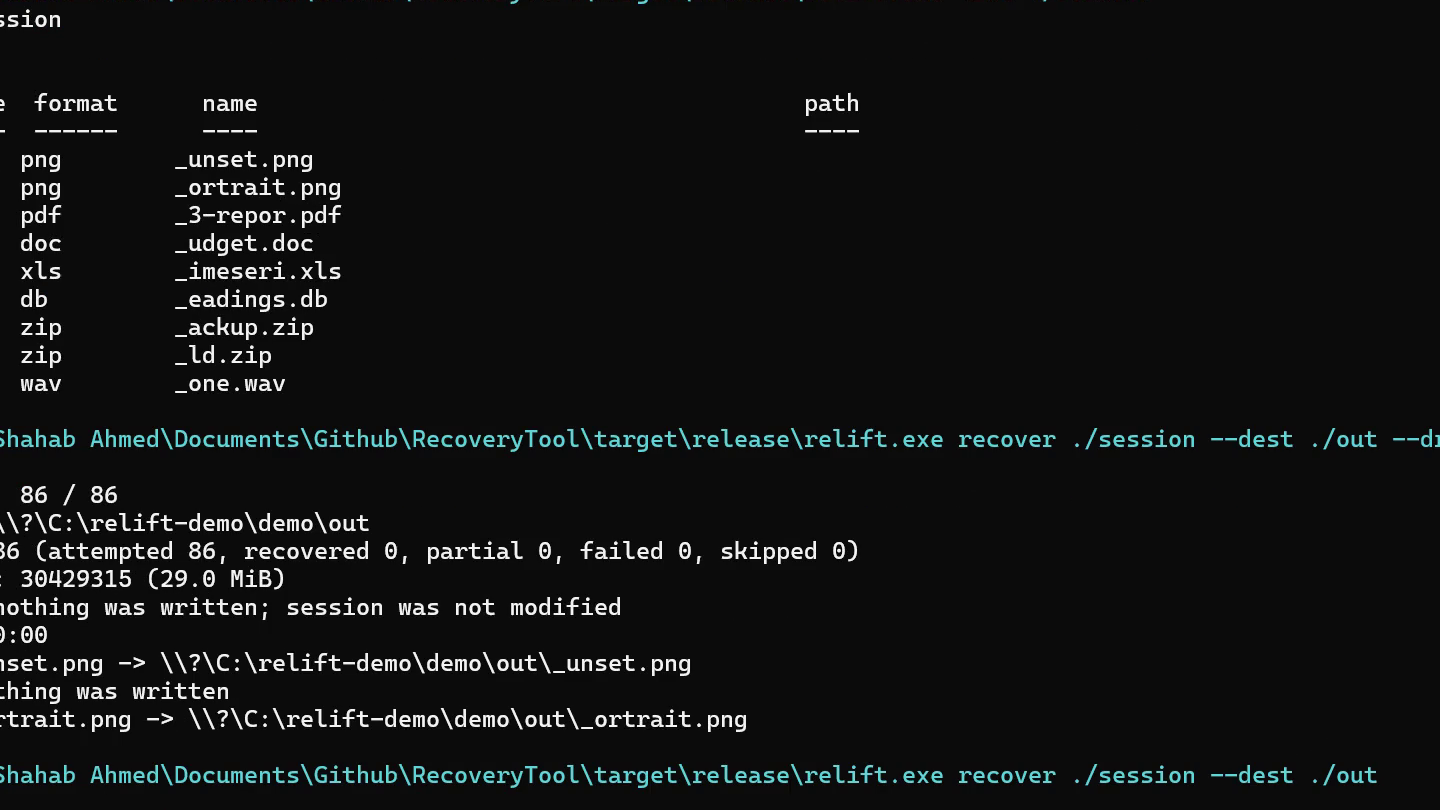 ssion
e format name path
- ------ ---- ----
png _unset.png
png _ortrait.png
pdf _3-repor.pdf
doc _udget.doc
xls _imeseri.xls
db _eadings.db
zip _ackup.zip
zip _ld.zip
wav _one.wav
Shahab Ahmed\Documents\Github\RecoveryTool\target\release\relift.exe recover ./session --dest ./out --dr
86 / 86
\\?\C:\relift-demo\demo\out
86 (attempted 86, recovered 0, partial 0, failed 0, skipped 0)
: 30429315 (29.0 MiB)
nothing was written; session was not modified
0:00
nset.png -> \\?\C:\relift-demo\demo\out\_unset.png
thing was written
rtrait.png -> \\?\C:\relift-demo\demo\out\_ortrait.png
Shahab Ahmed\Documents\Github\RecoveryTool\target\release\relift.exe recover ./session --dest ./out